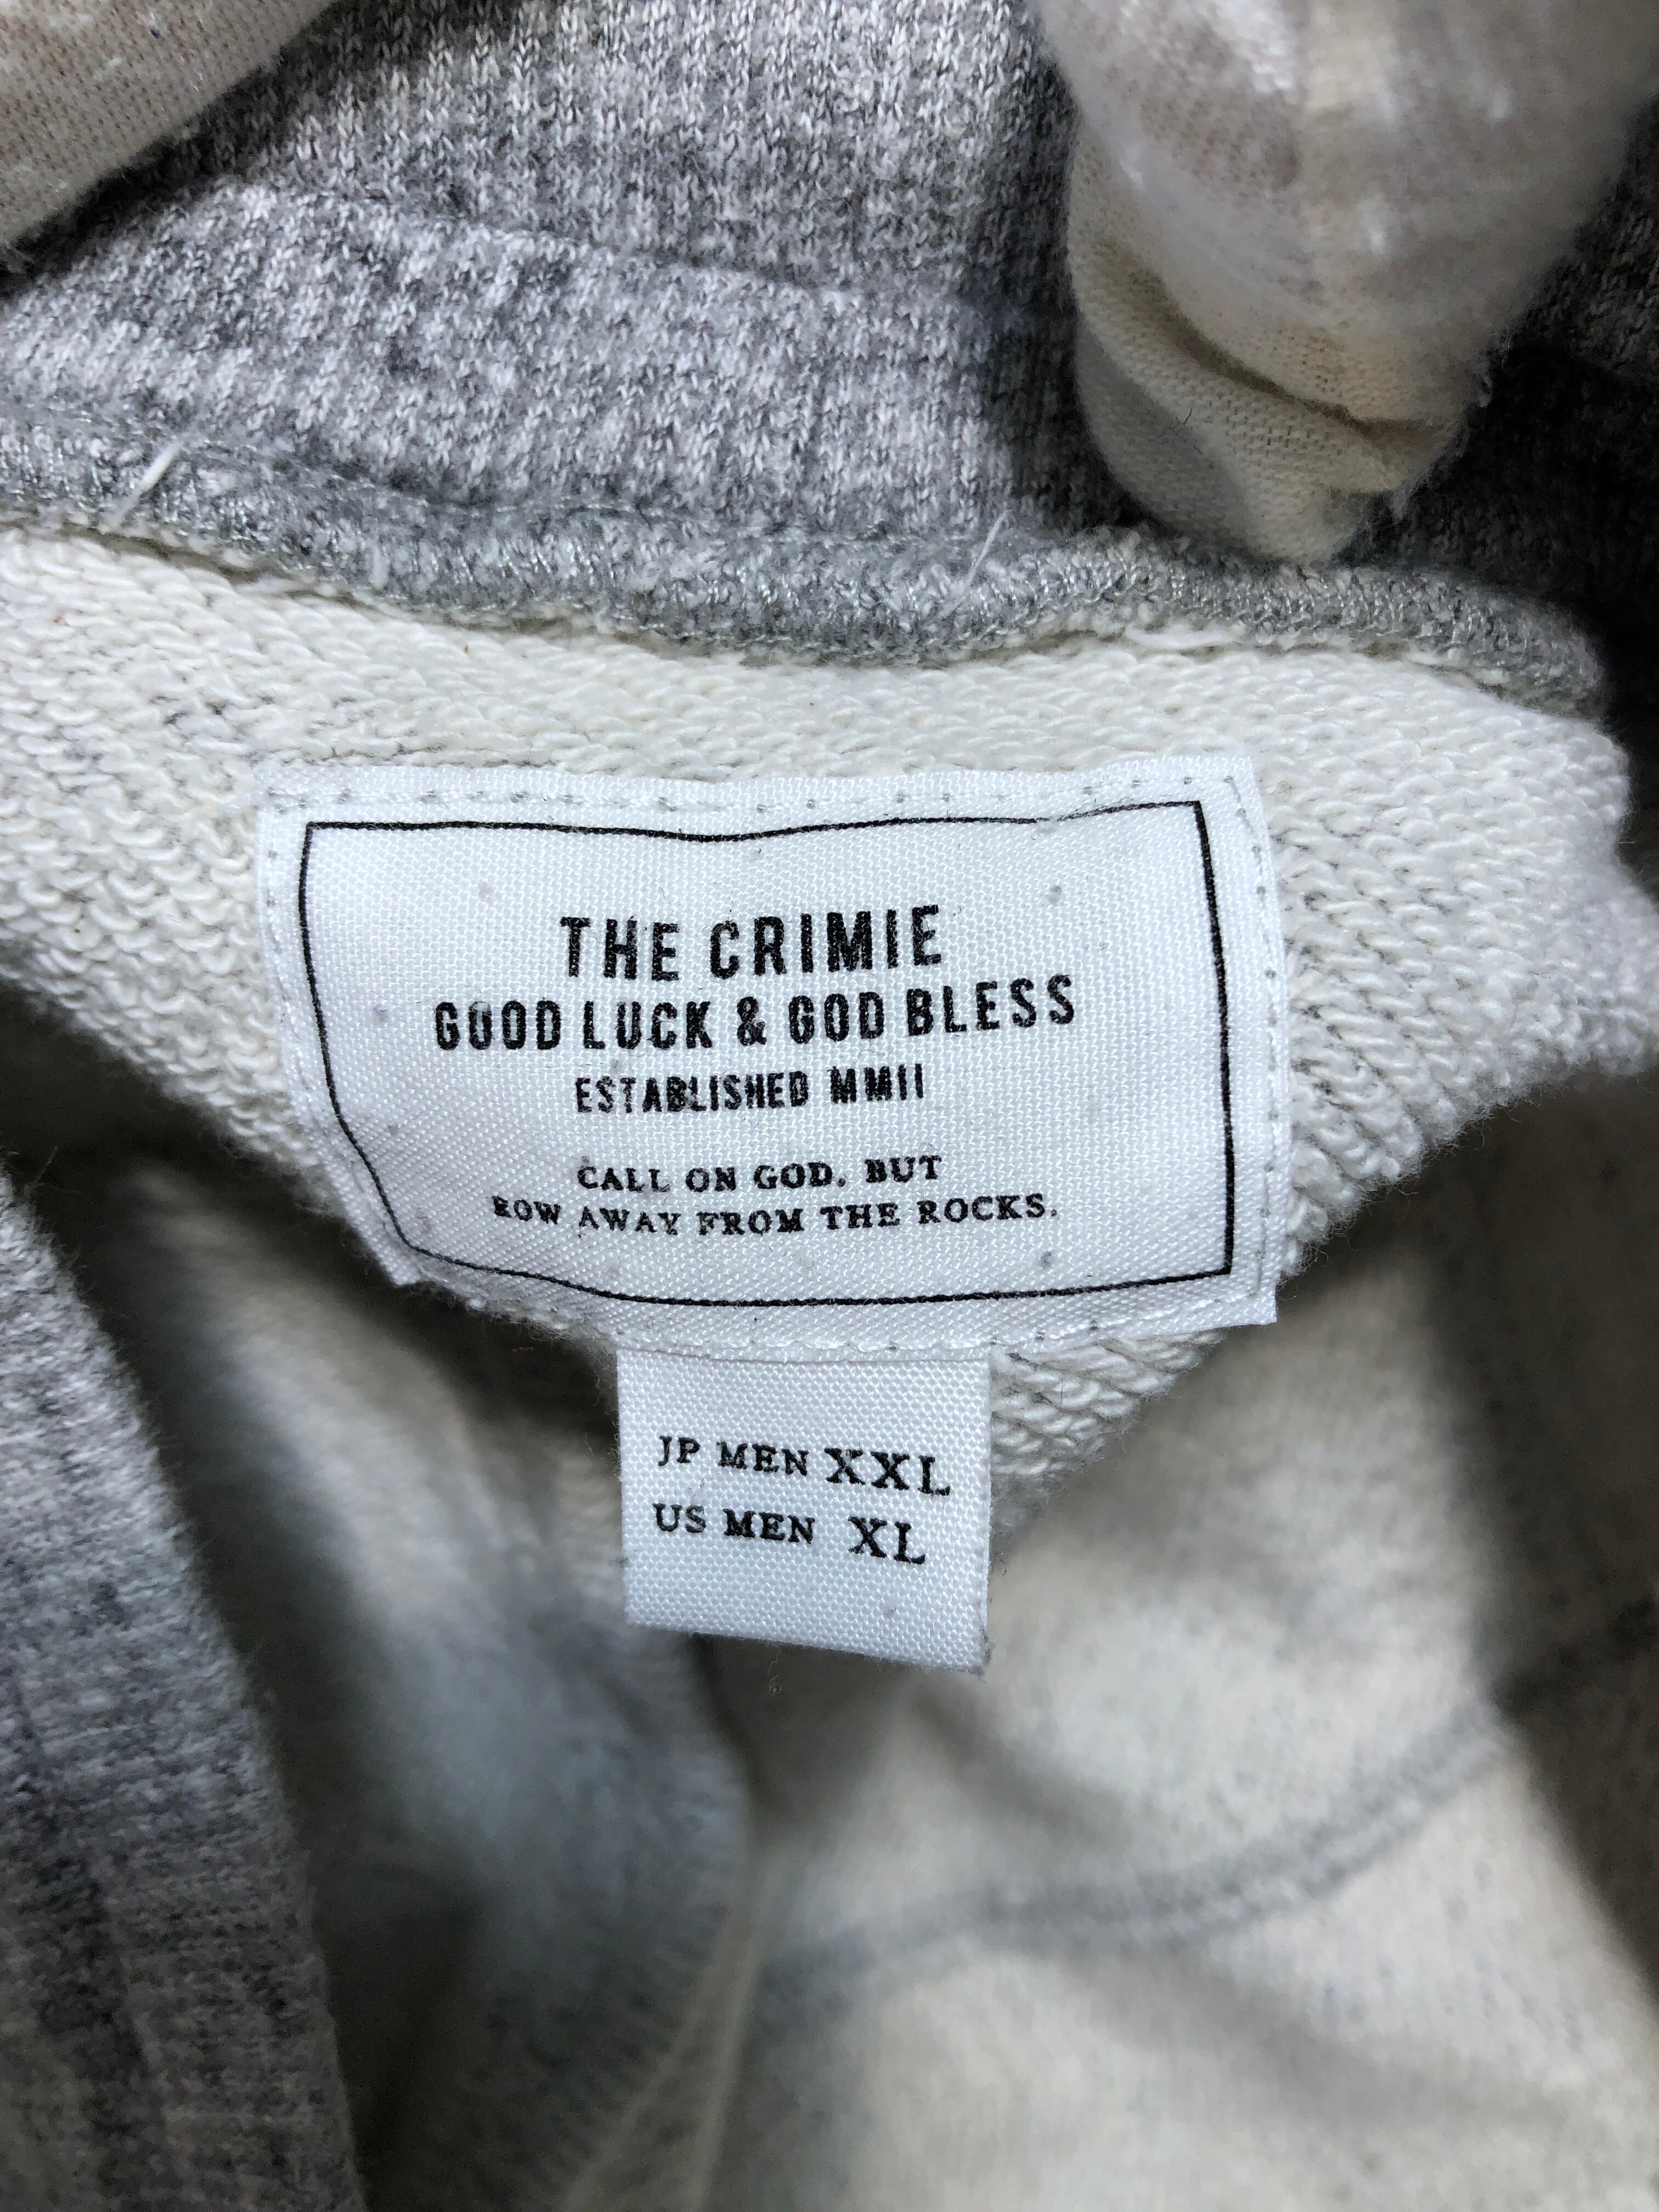 THE CRIMIE
GOOD LUCK & GOD BLESS
ESTABLISHED MMII
CALL ON GOD, BUT
ROW AWAY FROM THE ROCKS.
JP MEN XXL
US MEN XL